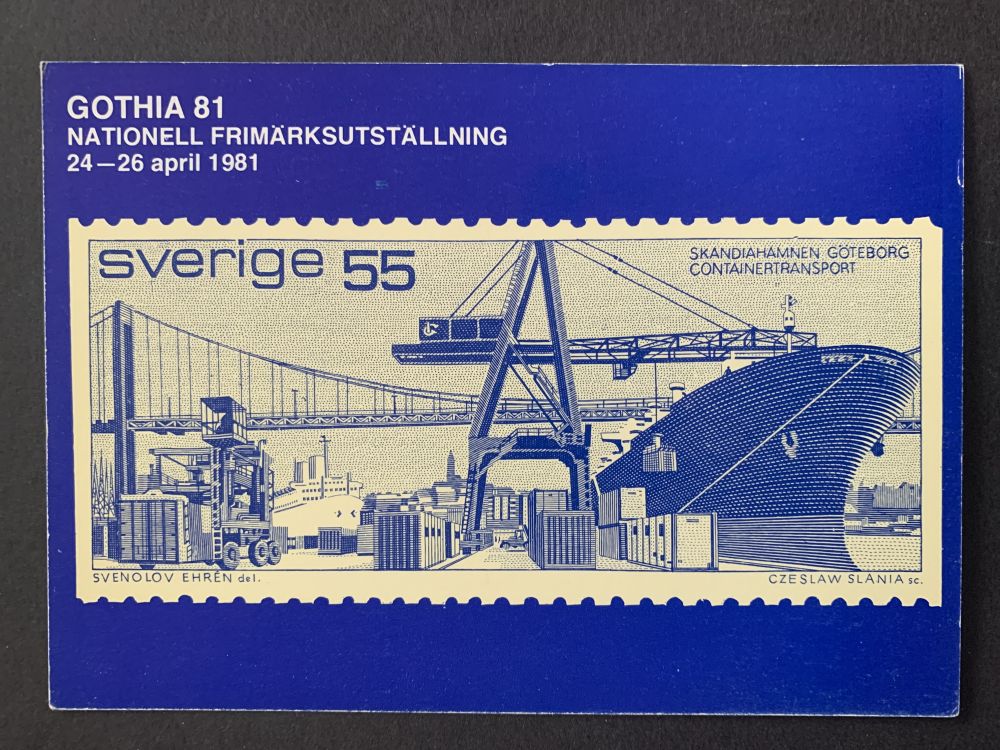 GOTHIA 81
NATIONELL FRIMÄRKSUTSTÄLLNING
24–26 april 1981
sverige 55
SKANDIAHAMNEN GÖTEBORG
CONTAINERTRANSPORT
SVENOLOV EHRÉN del.
CZESLAW SLANIA sc.